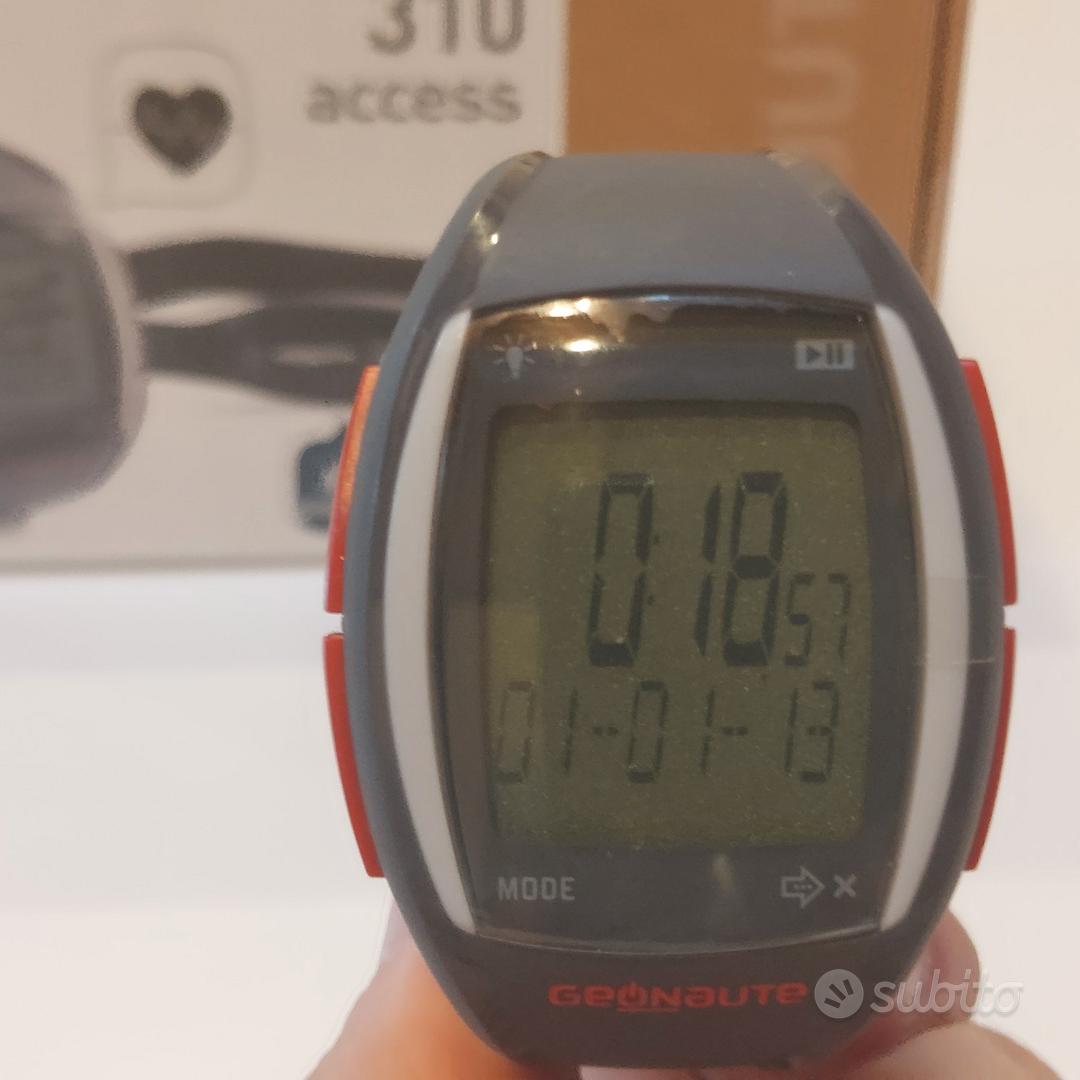 310
access
0:18 57
01-01-13
MODE
GEONAUTE
subito